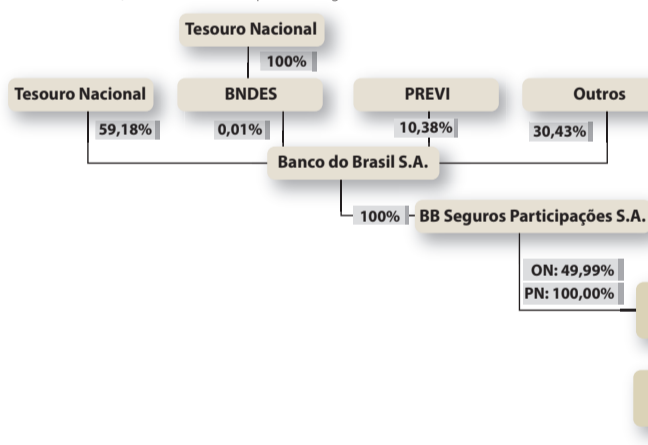 Tesouro Nacional
100%
Tesouro Nacional
BNDES
PREVI
Outros
59,18%
0,01%
10,38%
30,43%
Banco do Brasil S.A.
100%
BB Seguros Participações S.A.
ON: 49,99%
PN: 100,00%